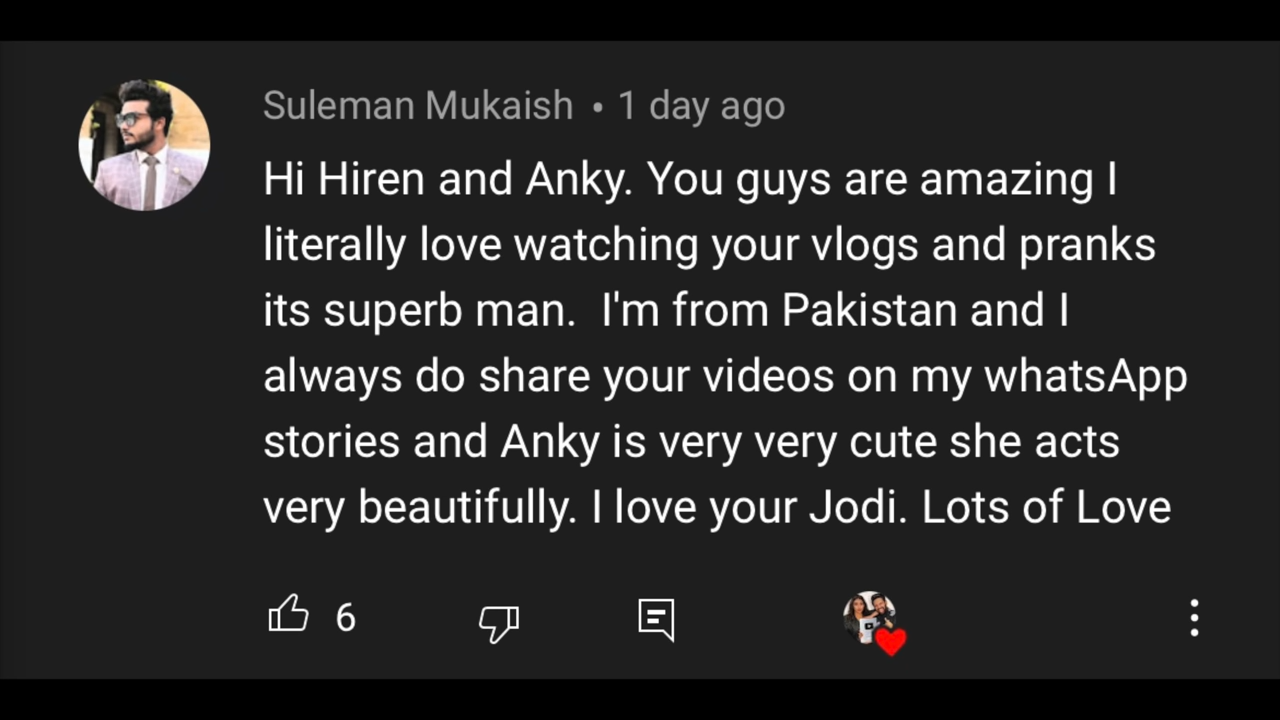 Suleman Mukaish • 1 day ago
Hi Hiren and Anky. You guys are amazing I
literally love watching your vlogs and pranks
its superb man.  I'm from Pakistan and I
always do share your videos on my whatsApp
stories and Anky is very very cute she acts
very beautifully. I love your Jodi. Lots of Love
6